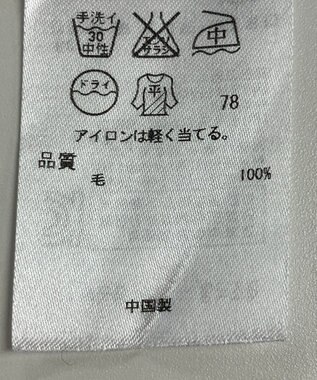 手洗イ
30
中性
エンソ
サラシ
中
ドライ
平
78
アイロンは軽く当てる。
品質
毛 100%
中国製